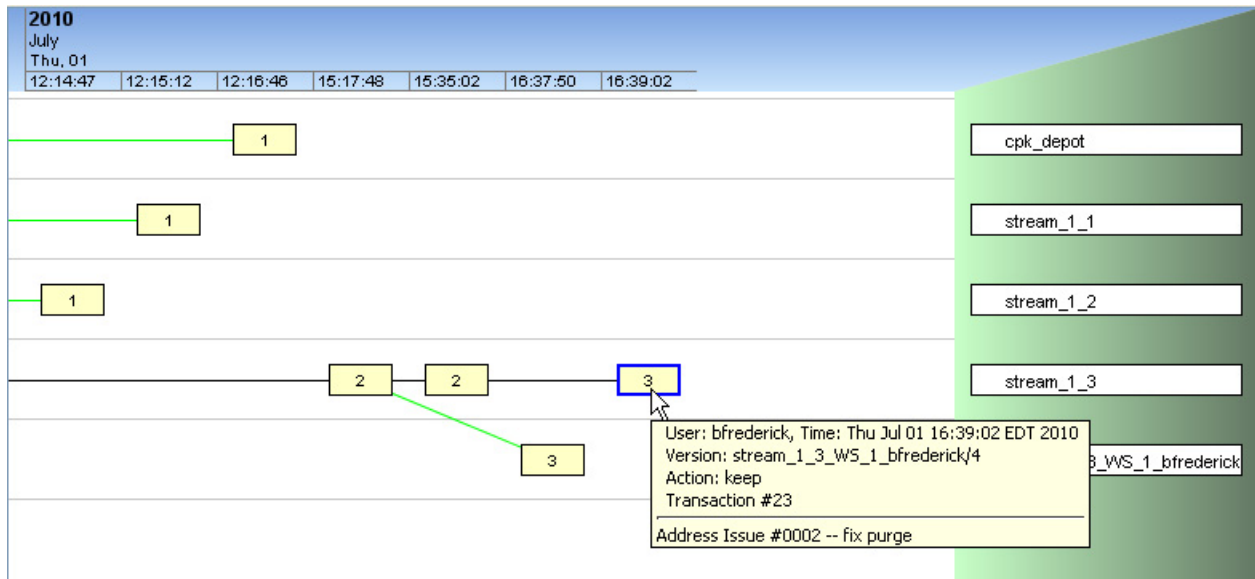 2010
July
Thu, 01
12:14:47 12:15:12 12:16:46 15:17:48 15:35:02 16:37:50 16:39:02
1 cpk_depot
1 stream_1_1
1 stream_1_2
2 2 3 stream_1_3
3 3_WS_1_bfrederick
User: bfrederick, Time: Thu Jul 01 16:39:02 EDT 2010
Version: stream_1_3_WS_1_bfrederick/4
Action: keep
Transaction #23
Address Issue #0002 -- fix purge